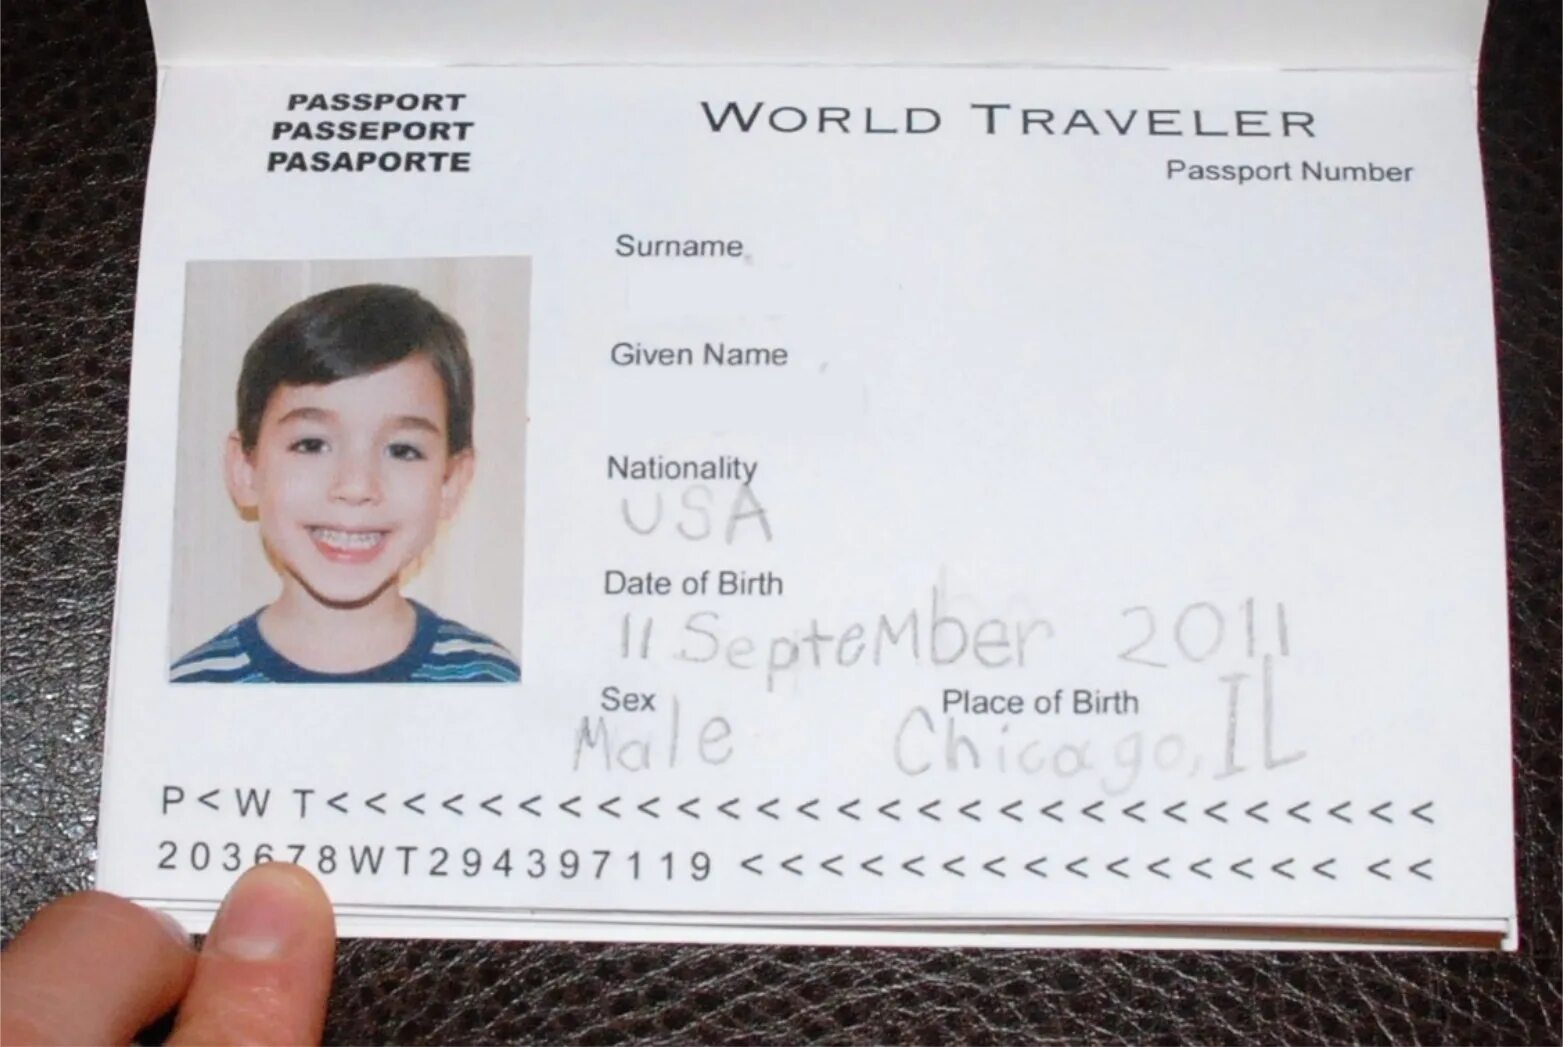 PASSPORT
PASSEPORT
PASAPORTE
WORLD TRAVELER
Passport Number
Surname
Given Name
Nationality
USA
Date of Birth
11 September 2011
Sex
Male
Place of Birth
Chicago, IL
P<W T<<<<<<<<<<<<<<<<<<<<<<<<<<<<<
203678WT294397119 <<<<<<<<<<<<<<<< <<